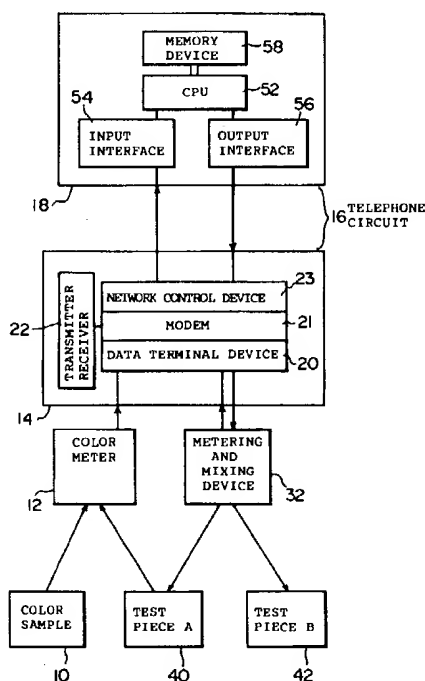 MEMORY
DEVICE
58
CPU
52
54
56
INPUT
INTERFACE
OUTPUT
INTERFACE
18
16 TELEPHONE
CIRCUIT
23
NETWORK CONTROL DEVICE
22
TRANSMITTER
RECEIVER
MODEM
21
DATA TERMINAL DEVICE
20
14
COLOR
METER
METERING
AND
MIXING
DEVICE
12
32
COLOR
SAMPLE
TEST
PIECE A
TEST
PIECE B
10
40
42